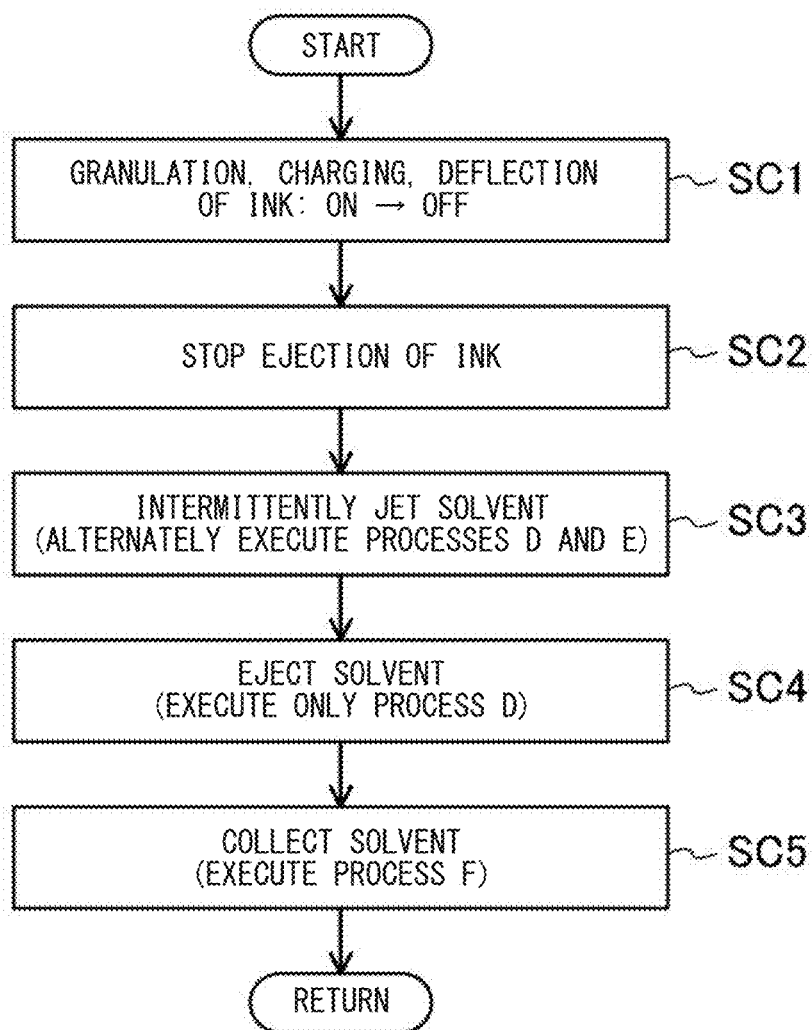 START
GRANULATION, CHARGING, DEFLECTION
OF INK: ON → OFF
SC1
STOP EJECTION OF INK
SC2
INTERMITTENTLY JET SOLVENT
(ALTERNATELY EXECUTE PROCESSES D AND E)
SC3
EJECT SOLVENT
(EXECUTE ONLY PROCESS D)
SC4
COLLECT SOLVENT
(EXECUTE PROCESS F)
SC5
RETURN